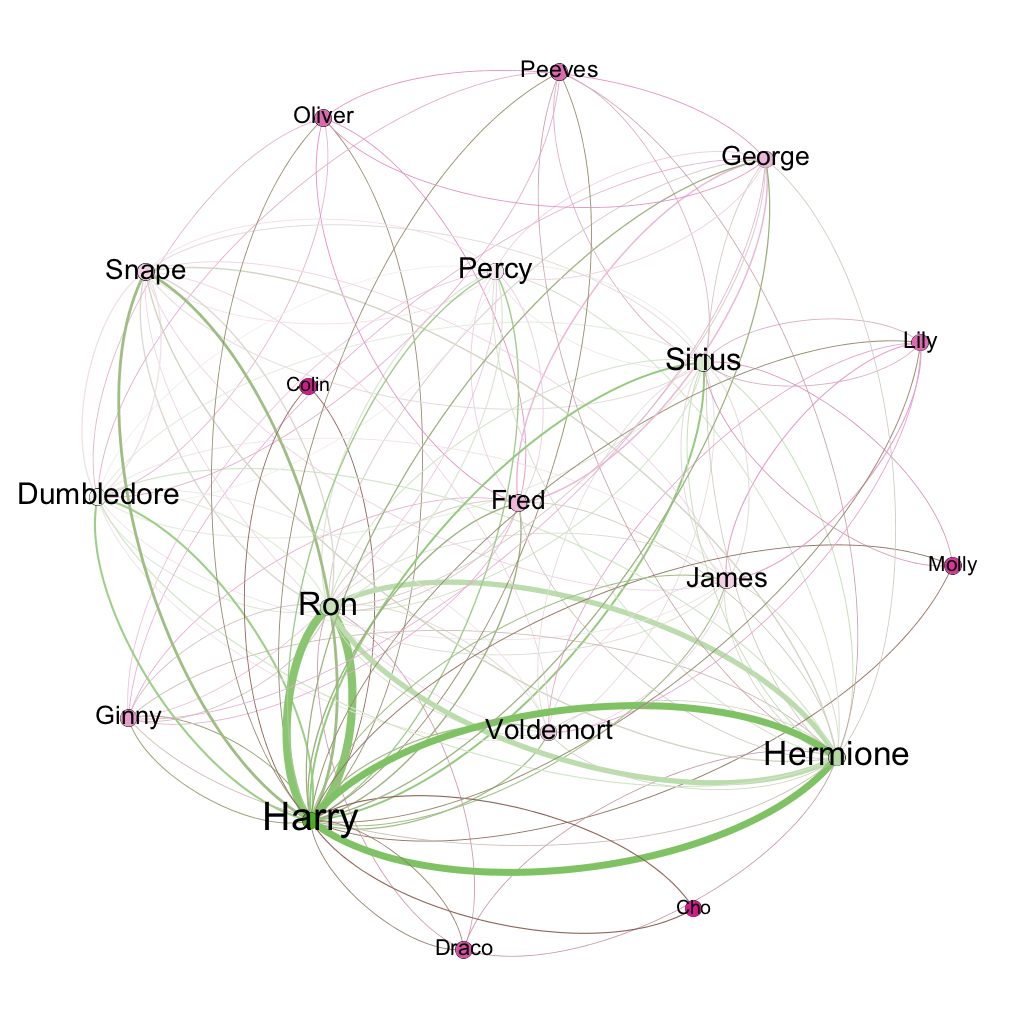 Peeves
Oliver
George
Snape
Percy
Lily
Sirius
Colin
Dumbledore
Fred
Molly
James
Ron
Ginny
Voldemort
Hermione
Harry
Cho
Draco